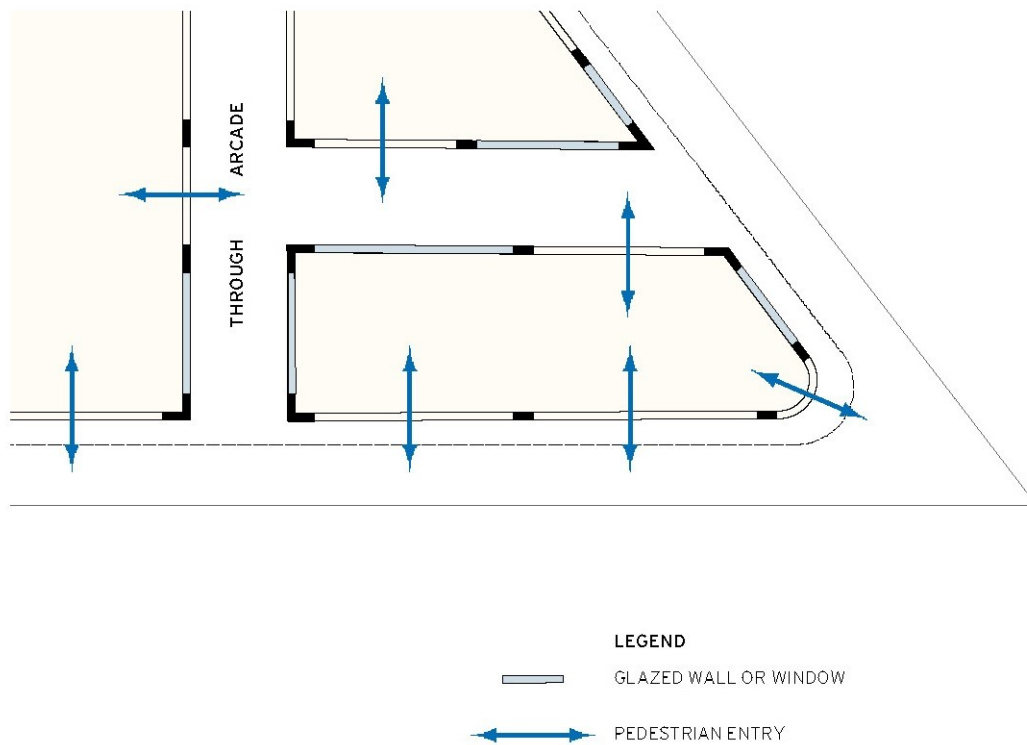 THROUGH ARCADE
LEGEND
GLAZED WALL OR WINDOW
PEDESTRIAN ENTRY